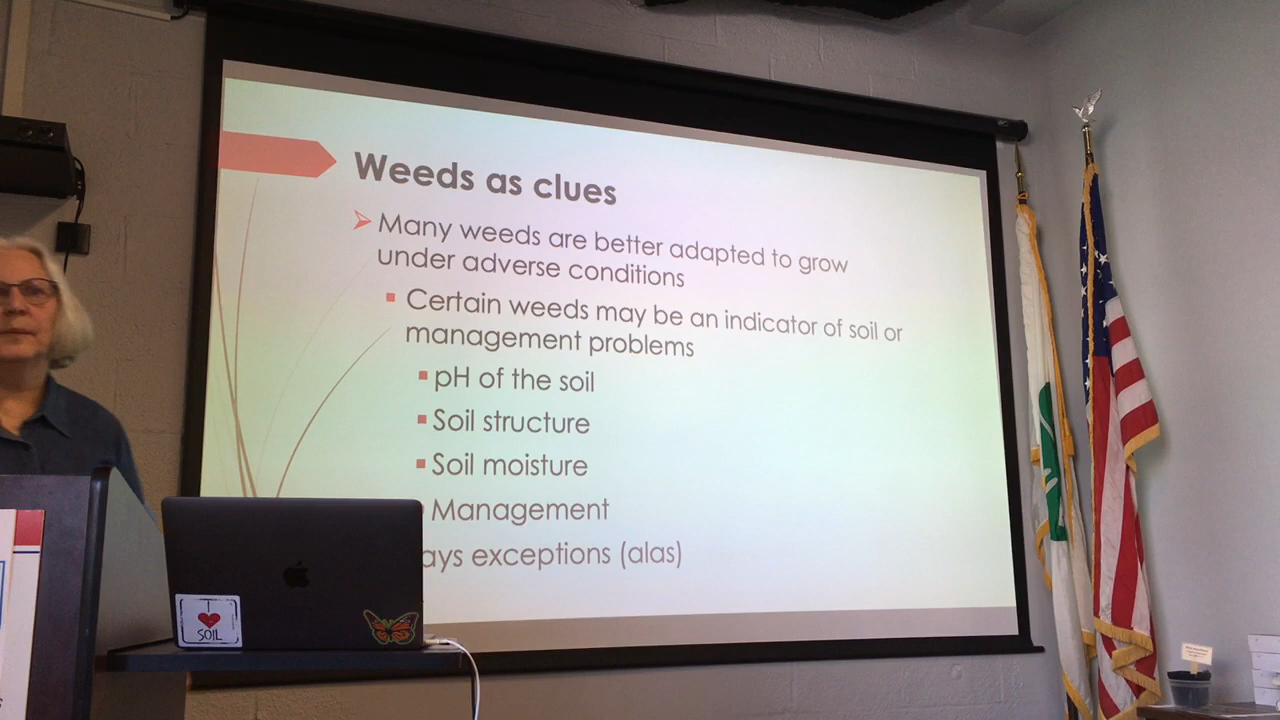 Weeds as clues
Many weeds are better adapted to grow
under adverse conditions
Certain weeds may be an indicator of soil or
management problems
pH of the soil
Soil structure
Soil moisture
Management
ays exceptions (alas)
I
SOIL